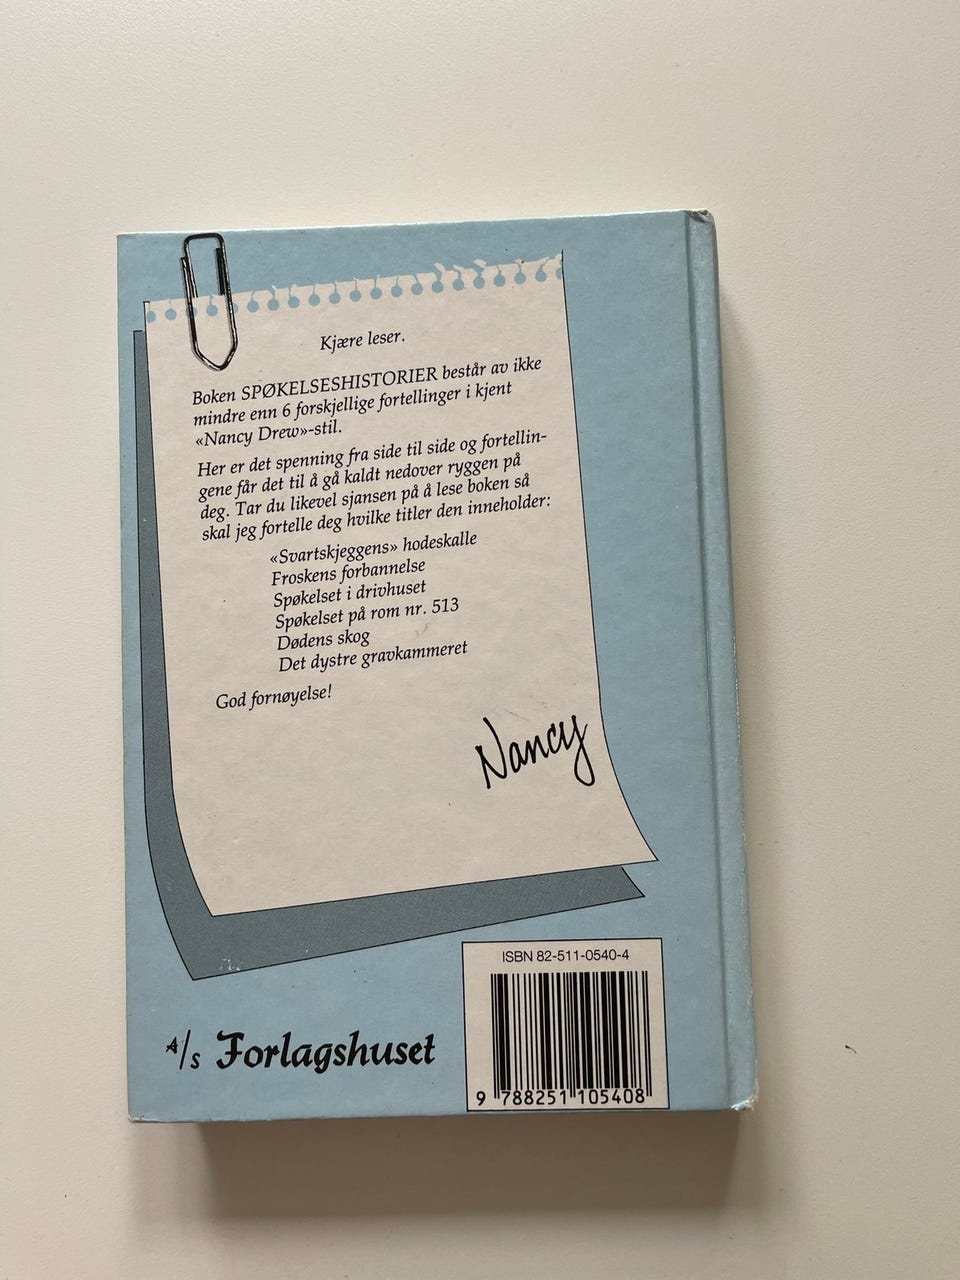 Kjære leser.
Boken SPØKELSESHISTORIER består av ikke
mindre enn 6 forskjellige fortellinger i kjent
«Nancy Drew»-stil.
Her er det spenning fra side til side og fortellin-
gene får det til å gå kaldt nedover ryggen på
deg. Tar du likevel sjansen på å lese boken så
skal jeg fortelle deg hvilke titler den inneholder:
«Svartskjeggens» hodeskalle
Froskens forbannelse
Spøkelset i drivhuset
Spøkelset på rom nr. 513
Dødens skog
Det dystre gravkammeret
God fornøyelse!
Nancy
ISBN 82-511-0540-4
9 788251 105408
A/S Forlagshuset